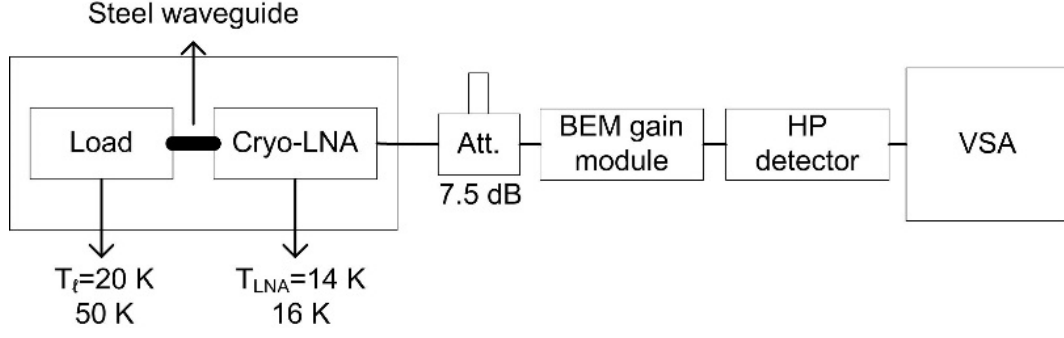 Steel waveguide
Load
Cryo-LNA
Att.
7.5 dB
BEM gain
module
HP
detector
VSA
Tℓ=20 K
50 K
TLNA=14 K
16 K